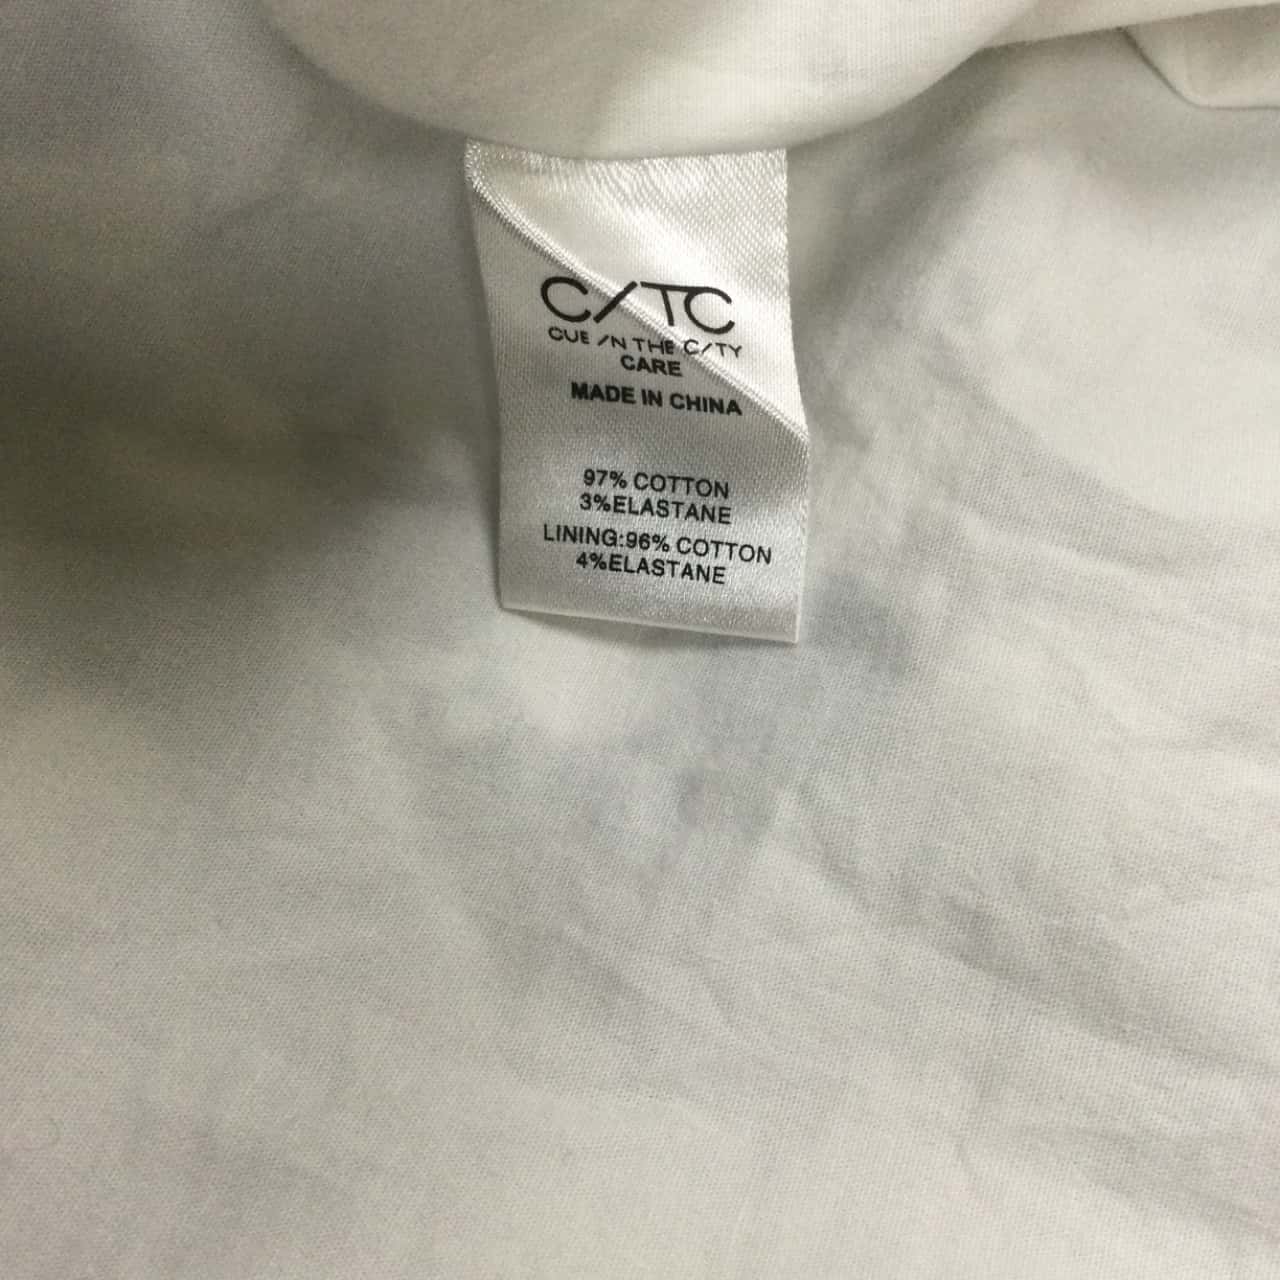 C/TC
CUE /N THE C/TY
CARE
MADE IN CHINA
97% COTTON
3%ELASTANE
LINING:96% COTTON
4%ELASTANE